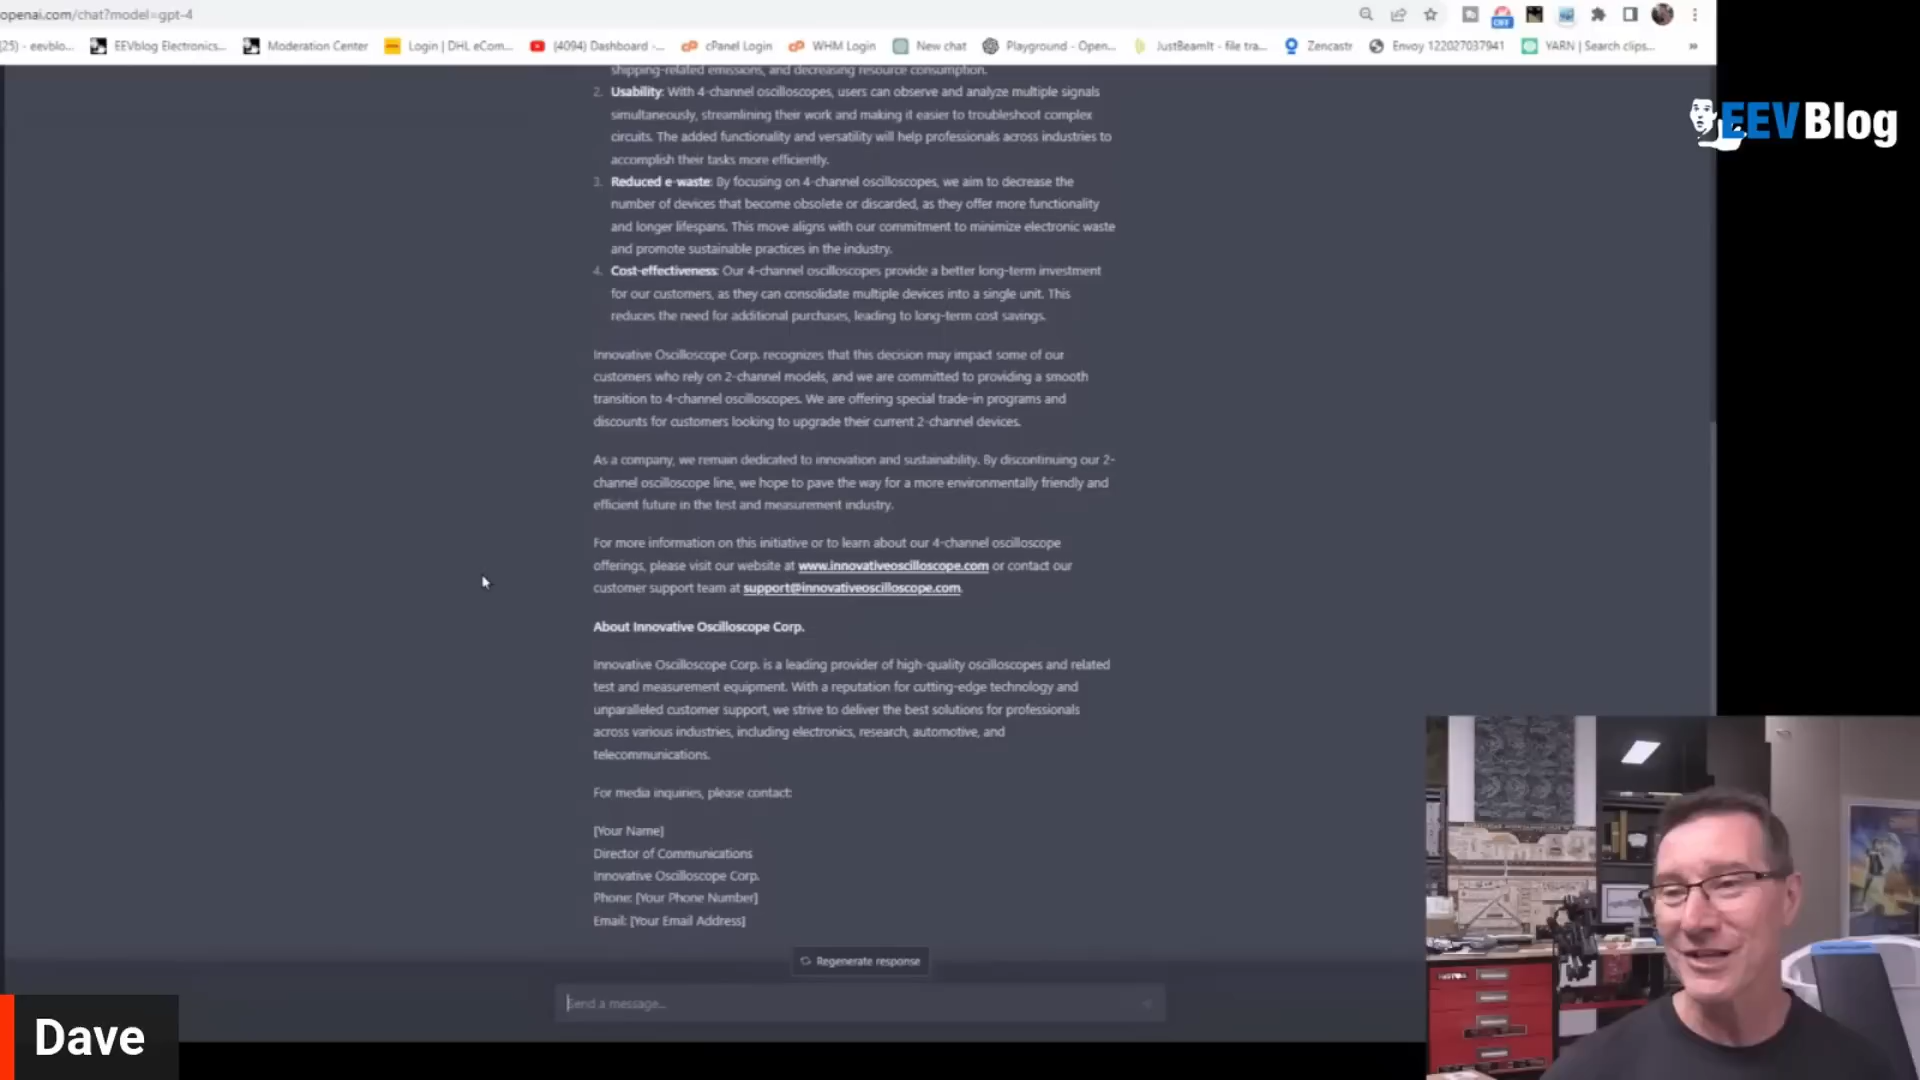 openai.com/chat?model=gpt-4
25) - eevblo...
EEVblog Electronics...
Moderation Center
Login | DHL eCom...
(4094) Dashboard -...
cPanel Login
WHM Login
New chat
Playground - Open...
JustBeamIt - file tra...
Zencastr
Envoy 122027037941
YARN | Search clips...
»
OFF
EEVBlog
shipping-related emissions, and decreasing resource consumption.
2. Usability: With 4-channel oscilloscopes, users can observe and analyze multiple signals
simultaneously, streamlining their work and making it easier to troubleshoot complex
circuits. The added functionality and versatility will help professionals across industries to
accomplish their tasks more efficiently.
3. Reduced e-waste: By focusing on 4-channel oscilloscopes, we aim to decrease the
number of devices that become obsolete or discarded, as they offer more functionality
and longer lifespans. This move aligns with our commitment to minimize electronic waste
and promote sustainable practices in the industry.
4. Cost-effectiveness: Our 4-channel oscilloscopes provide a better long-term investment
for our customers, as they can consolidate multiple devices into a single unit. This
reduces the need for additional purchases, leading to long-term cost savings.
Innovative Oscilloscope Corp. recognizes that this decision may impact some of our
customers who rely on 2-channel models, and we are committed to providing a smooth
transition to 4-channel oscilloscopes. We are offering special trade-in programs and
discounts for customers looking to upgrade their current 2-channel devices.
As a company, we remain dedicated to innovation and sustainability. By discontinuing our 2-
channel oscilloscope line, we hope to pave the way for a more environmentally friendly and
efficient future in the test and measurement industry.
For more information on this initiative or to learn about our 4-channel oscilloscope
offerings, please visit our website at www.innovativeoscilloscope.com or contact our
customer support team at support@innovativeoscilloscope.com.
About Innovative Oscilloscope Corp.
Innovative Oscilloscope Corp. is a leading provider of high-quality oscilloscopes and related
test and measurement equipment. With a reputation for cutting-edge technology and
unparalleled customer support, we strive to deliver the best solutions for professionals
across various industries, including electronics, research, automotive, and
telecommunications.
For media inquiries, please contact:
[Your Name]
Director of Communications
Innovative Oscilloscope Corp.
Phone: [Your Phone Number]
Email: [Your Email Address]
Regenerate response
Send a message...
Dave